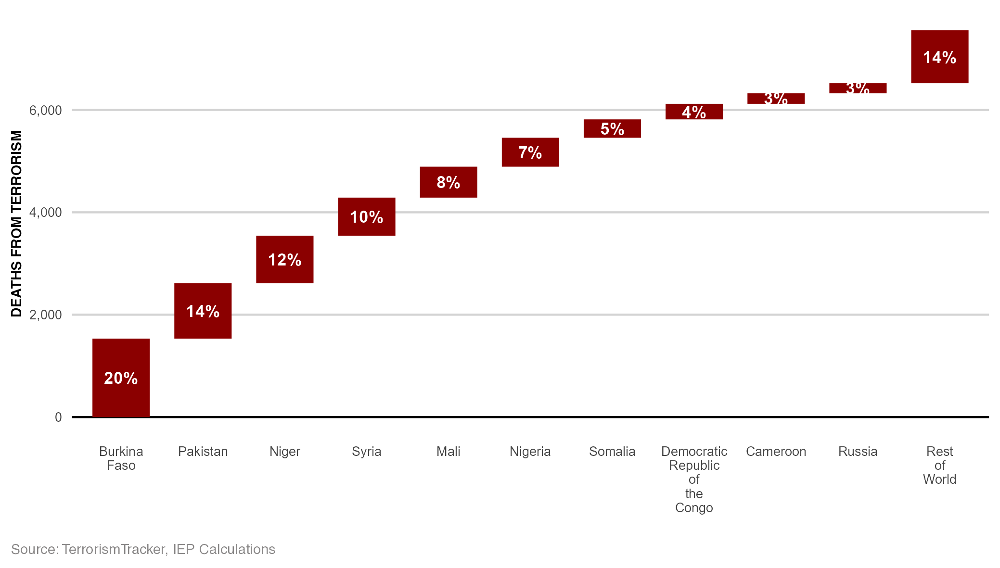 DEATHS FROM TERRORISM
6,000
4,000
2,000
0
20%
14%
12%
10%
8%
7%
5%
4%
3%
3%
14%
Burkina
Faso
Pakistan
Niger
Syria
Mali
Nigeria
Somalia
Democratic
Republic
of
the
Congo
Cameroon
Russia
Rest
of
World
Source: TerrorismTracker, IEP Calculations